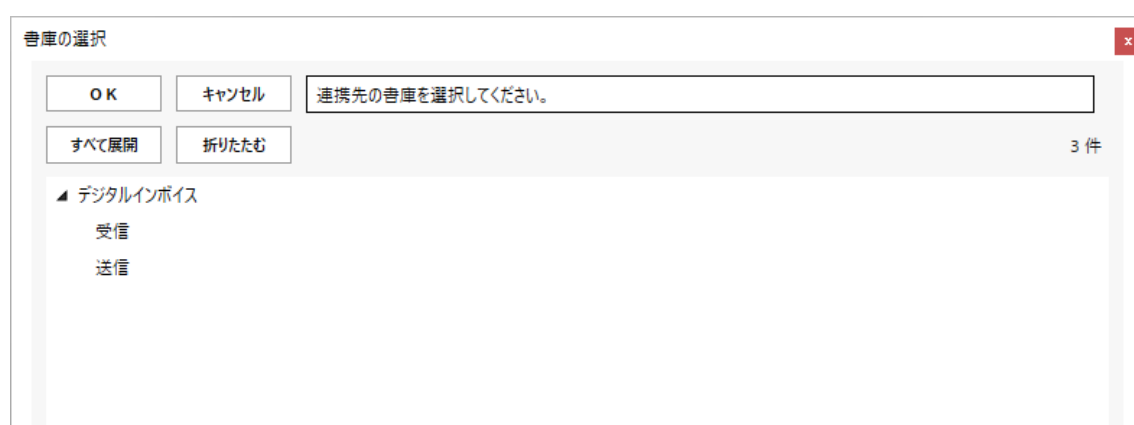 書庫の選択
x
OK キャンセル 連携先の書庫を選択してください。
すべて展開 折りたたむ 3 件
デジタルインボイス
受信
送信